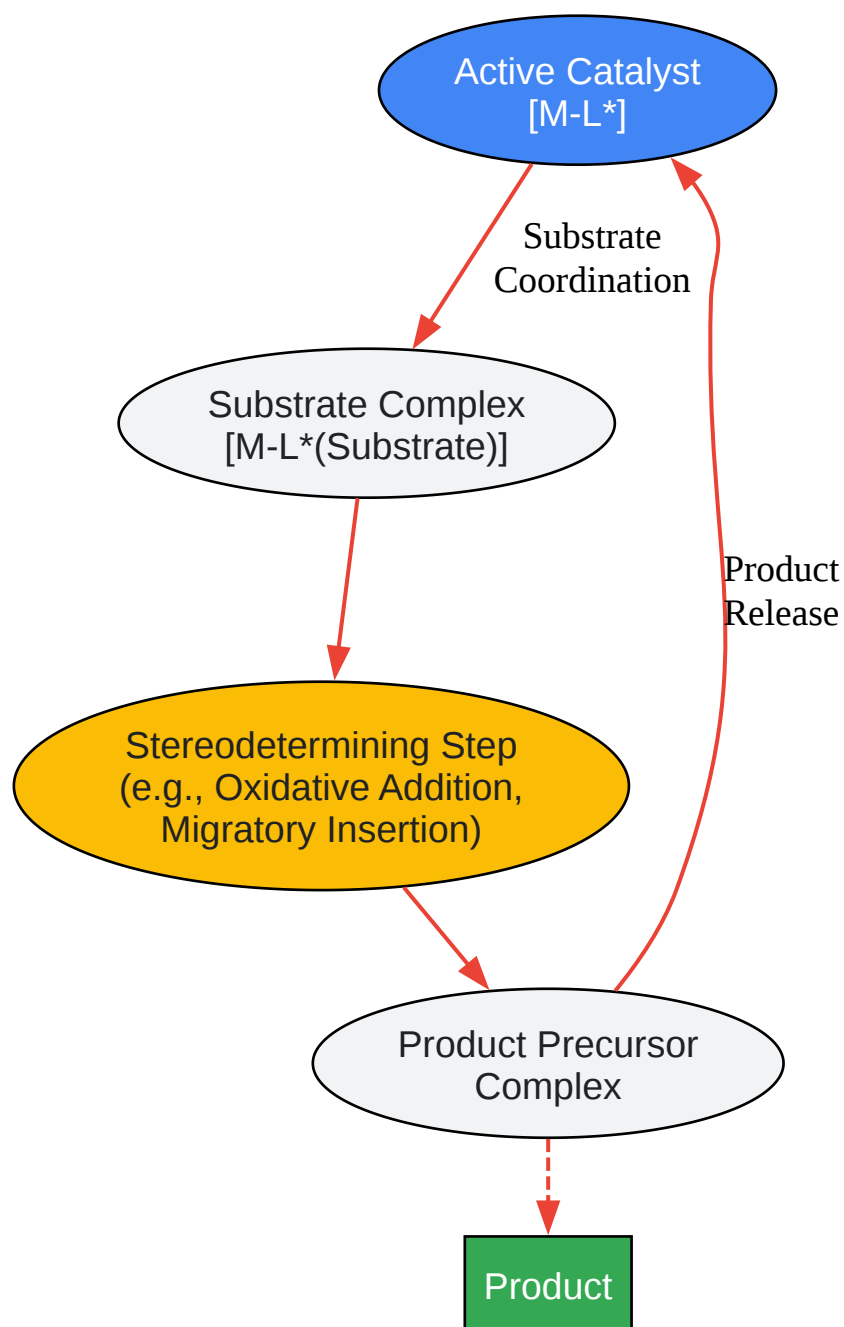 Active Catalyst
[M-L*]
Substrate
Coordination
Substrate Complex
[M-L*(Substrate)]
Product
Release
Stereodetermining Step
(e.g., Oxidative Addition,
Migratory Insertion)
Product Precursor
Complex
Product